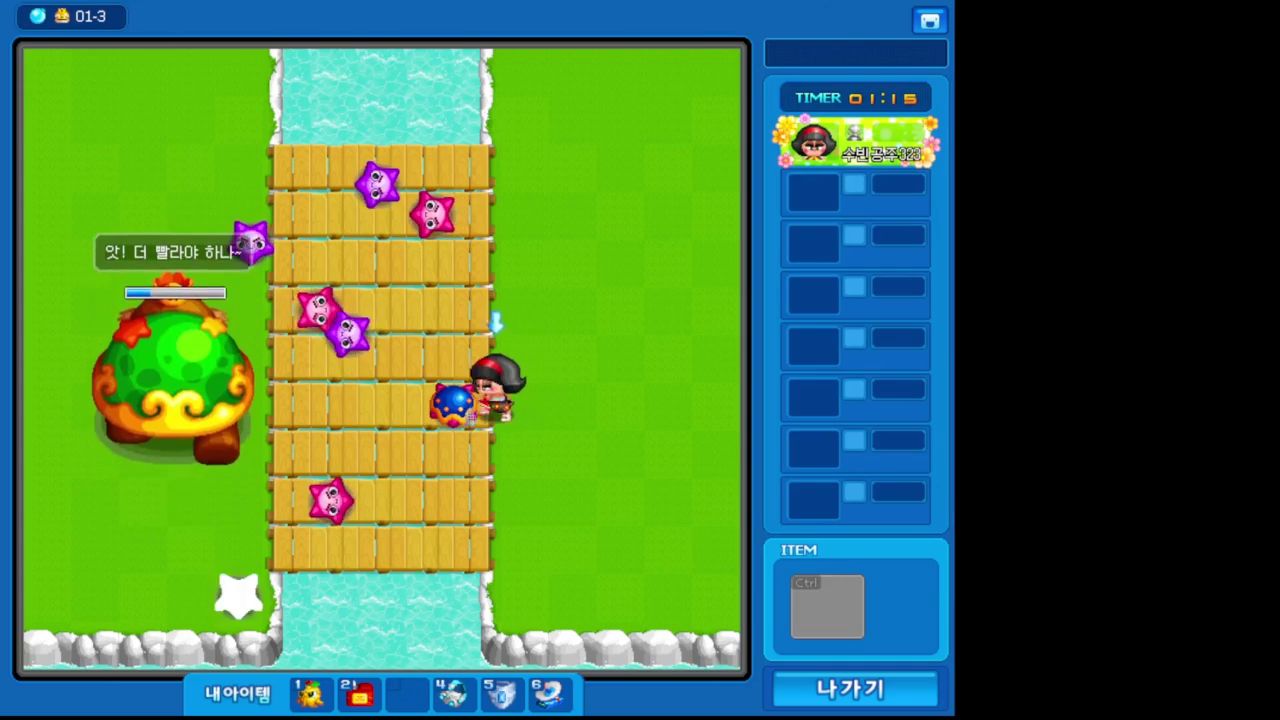 01-3
TIMER 01:15
수빈공주323
앗! 더 빨라야 하나~
ITEM
Ctrl
내 아이템
1 2 4 5 6
나가기